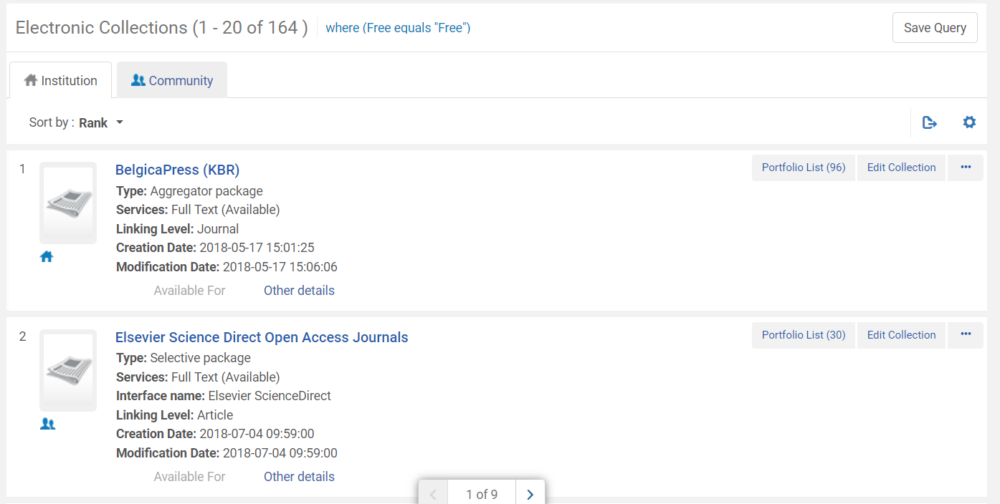 Electronic Collections (1 - 20 of 164 ) where (Free equals "Free") Save Query
Institution Community
Sort by : Rank
1 BelgicaPress (KBR) Portfolio List (96) Edit Collection •••
Type: Aggregator package
Services: Full Text (Available)
Linking Level: Journal
Creation Date: 2018-05-17 15:01:25
Modification Date: 2018-05-17 15:06:06
Available For Other details
2 Elsevier Science Direct Open Access Journals Portfolio List (30) Edit Collection •••
Type: Selective package
Services: Full Text (Available)
Interface name: Elsevier ScienceDirect
Linking Level: Article
Creation Date: 2018-07-04 09:59:00
Modification Date: 2018-07-04 09:59:00
Available For Other details
1 of 9